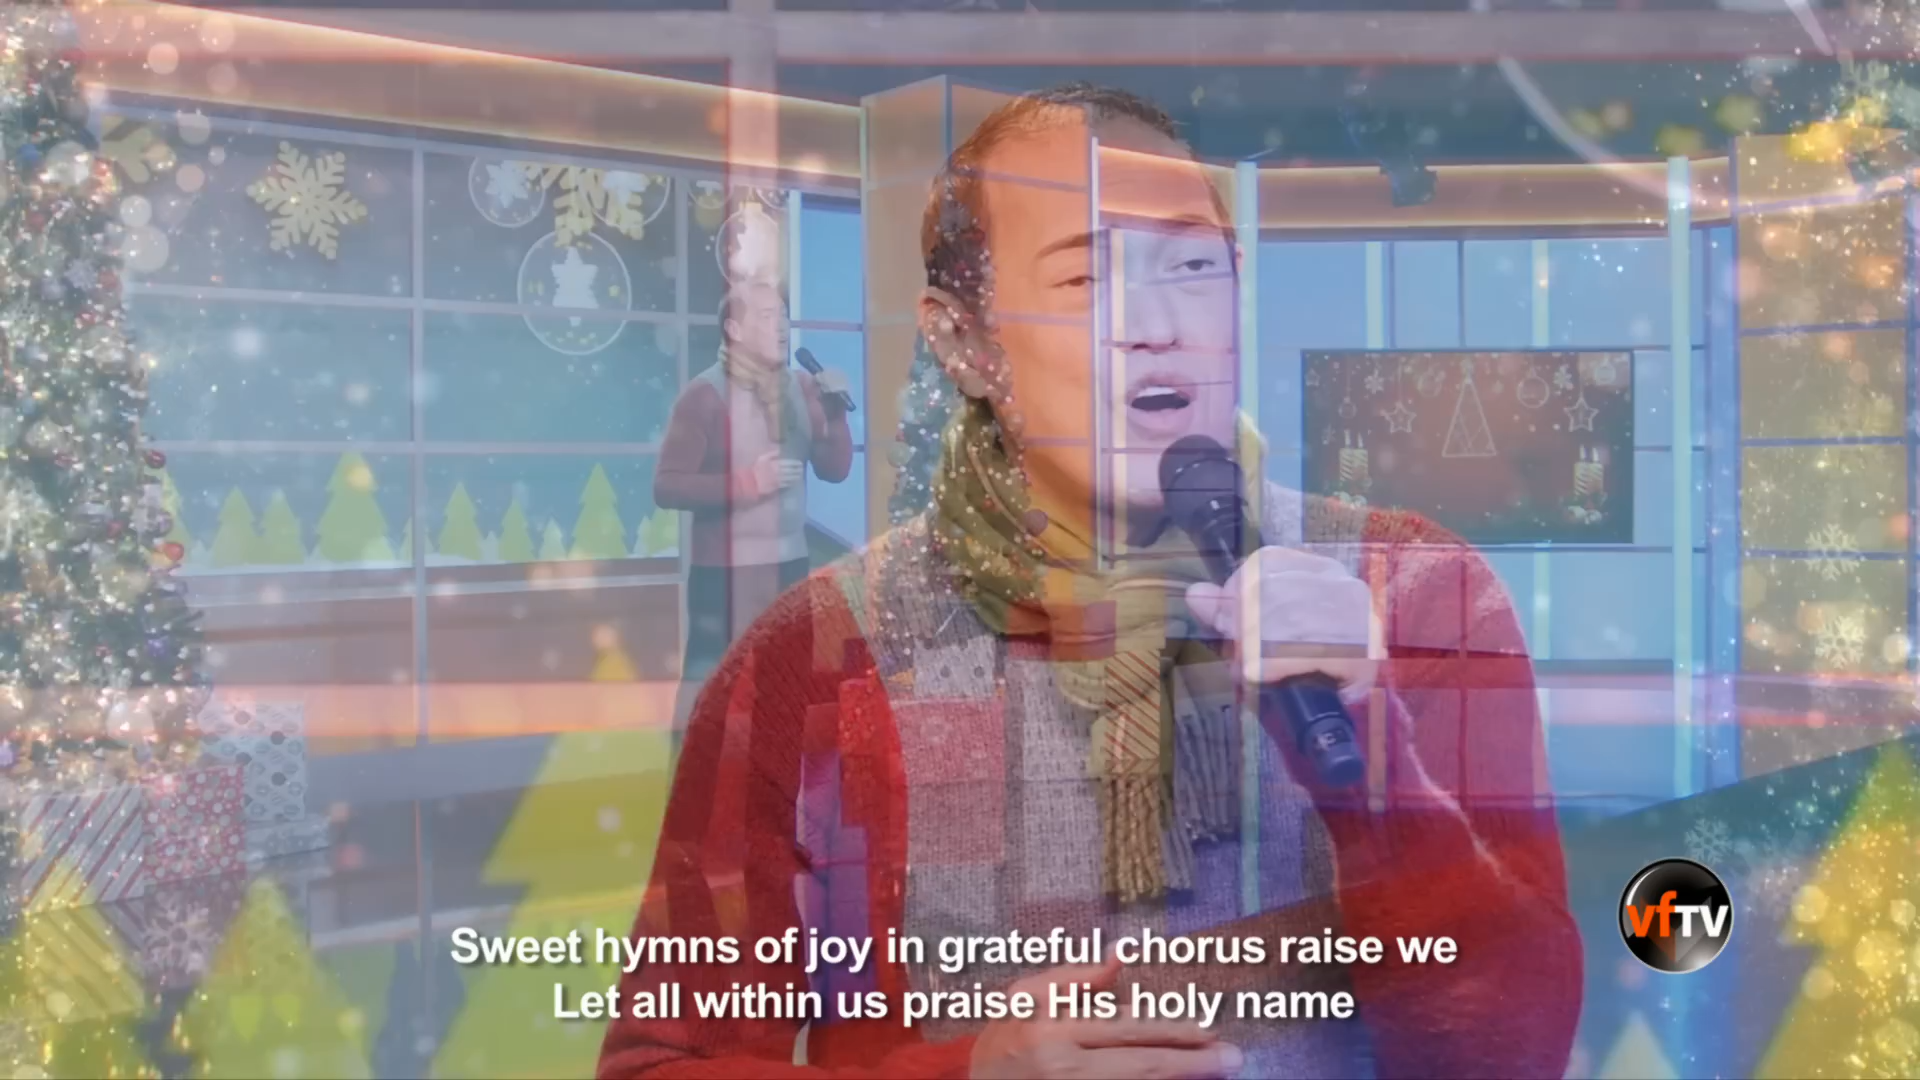 Sweet hymns of joy in grateful chorus raise we
Let all within us praise His holy name
vfTV